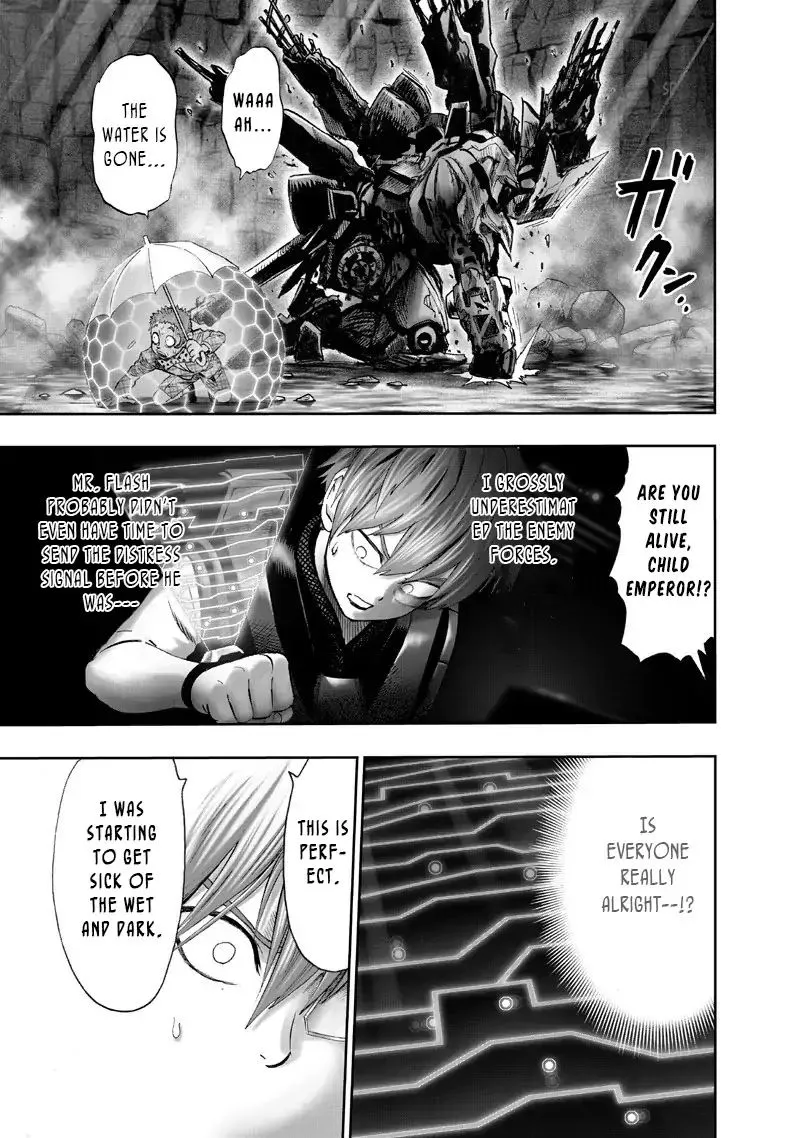 WAAA
AH...
THE
WATER IS
GONE...
ガクンッ
ARE YOU
STILL
ALIVE,
CHILD
EMPEROR!?
I GROSSLY
UNDERESTIMAT
ED THE ENEMY
FORCES.
MR. FLASH
PROBABLY DIDN'T
EVEN HAVE TIME TO
SEND THE DISTRESS
SIGNAL BEFORE HE
WAS---
IS
EVERYONE
REALLY
ALRIGHT--!?
THIS IS
PERF-
ECT.
I WAS
STARTING
TO GET
SICK OF
THE WET
AND DARK.